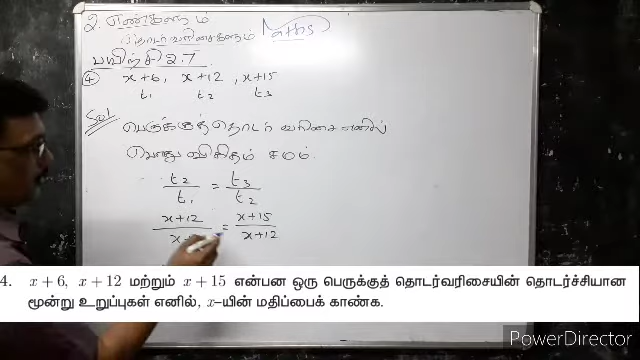 2. எண்களும் தொடர்வரிசைகளும் Maths
பயிற்சி 2.7
④ x+6, x+12, x+15
t₁ t₂ t₃
Sol
பெருக்குத்தொடர் வரிசை எனில்
பொது விகிதம் சமம்.
t₂/t₁ = t₃/t₂
x+12/x+ = x+15/x+12
4. x + 6, x + 12 மற்றும் x + 15 என்பன ஒரு பெருக்குத் தொடர்வரிசையின் தொடர்ச்சியான
மூன்று உறுப்புகள் எனில், x–யின் மதிப்பைக் காண்க.
PowerDirector